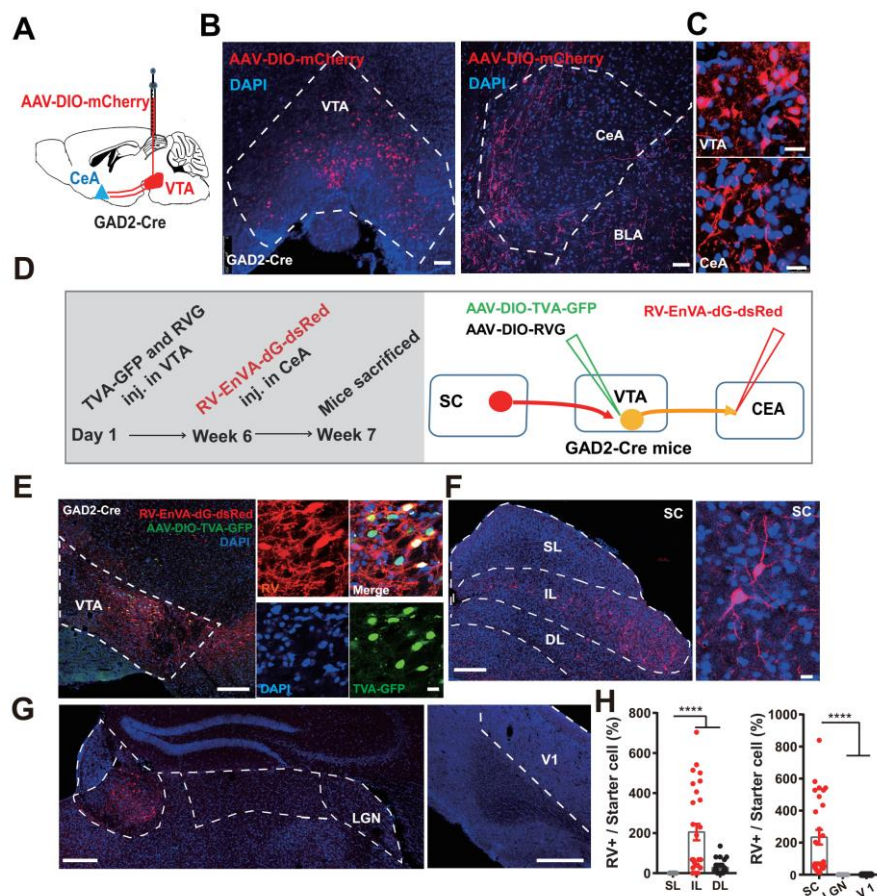 A
AAV-DIO-mCherry
CeA
VTA
GAD2-Cre
B
AAV-DIO-mCherry
DAPI
VTA
GAD2-Cre
AAV-DIO-mCherry
DAPI
CeA
BLA
C
VTA
CeA
D
TVA-GFP and RVG
inj. in VTA
RV-EnVA-dG-dsRed
inj. in CeA
Mice sacrificed
Day 1
Week 6
Week 7
AAV-DIO-TVA-GFP
AAV-DIO-RVG
RV-EnVA-dG-dsRed
SC
VTA
CEA
GAD2-Cre mice
E
GAD2-Cre
RV-EnVA-dG-dsRed
AAV-DIO-TVA-GFP
DAPI
VTA
RV
Merge
DAPI
TVA-GFP
F
SC
SL
IL
DL
SC
G
LGN
V1
H
RV+ / Starter cell (%)
800
600
400
200
0
****
SL IL DL
RV+ / Starter cell (%)
1000
800
600
400
200
0
****
SC
LGN
V 1